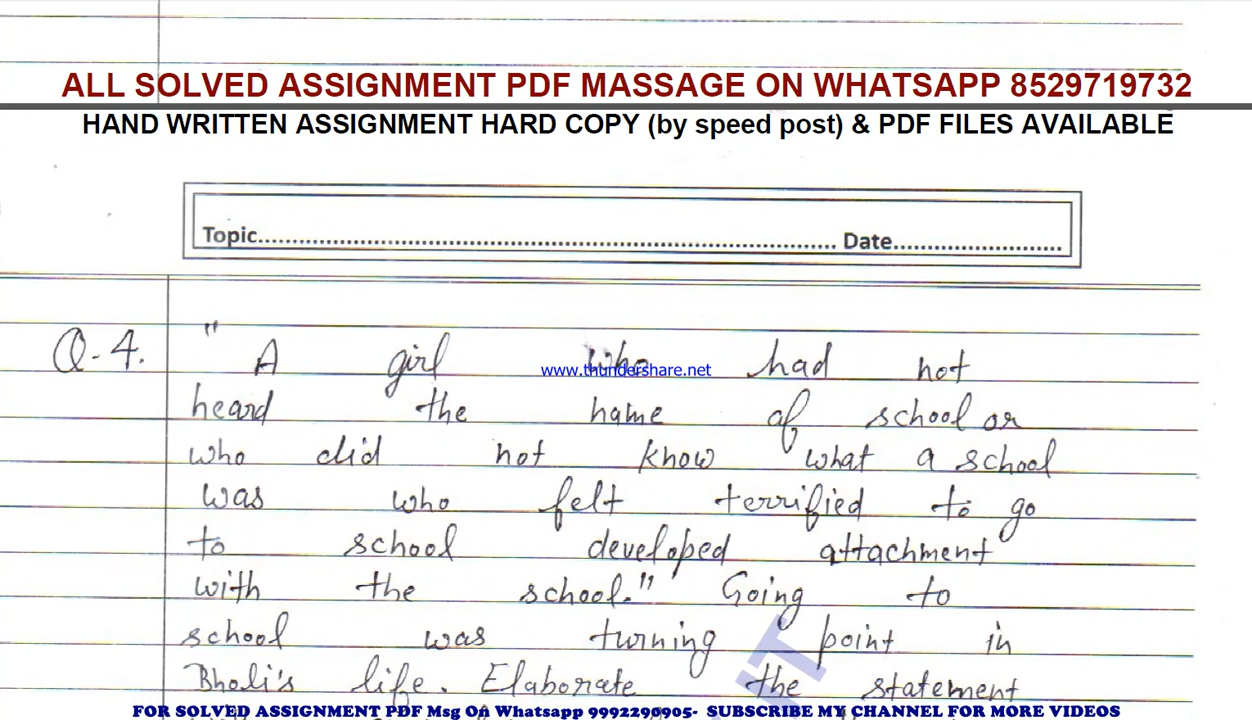 ALL SOLVED ASSIGNMENT PDF MASSAGE ON WHATSAPP 8529719732
HAND WRITTEN ASSIGNMENT HARD COPY (by speed post) & PDF FILES AVAILABLE
Topic.......................................................................................... Date.........................
Q-4. " A girl who had not
www.thundershare.net
heard the name of school or
who did not know what a school
was who felt terrified to go
to school developed attachment
with the school." Going to
school was turning point in
Bholi's life. Elaborate the statement
FOR SOLVED ASSIGNMENT PDF Msg On Whatsapp 9992290905- SUBSCRIBE MY CHANNEL FOR MORE VIDEOS